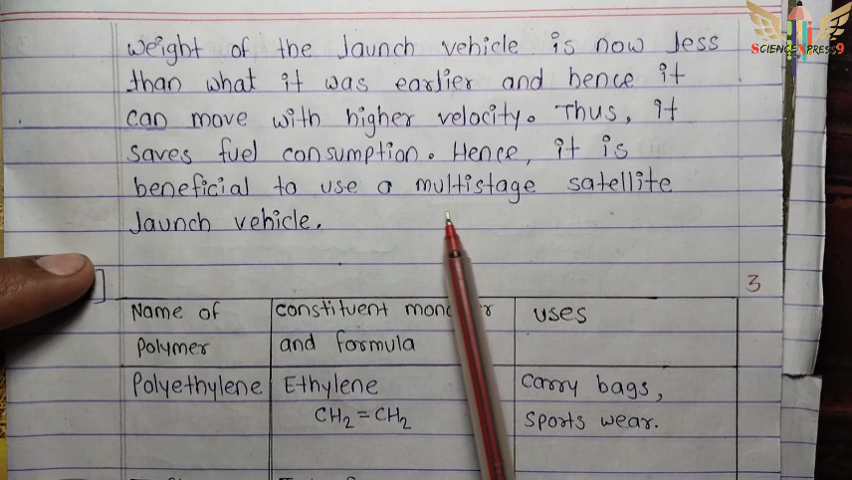 SCIENCEXPRESS9
Weight of the launch vehicle is now less
than what it was earlier and hence it
can move with higher velocity. Thus, it
saves fuel consumption. Hence, it is
beneficial to use a multistage satellite
launch vehicle.
]
3
Name of Polymer
constituent and formula
uses
Polyethylene
Ethylene
CH₂=CH₂
Carry bags,
sports wear.